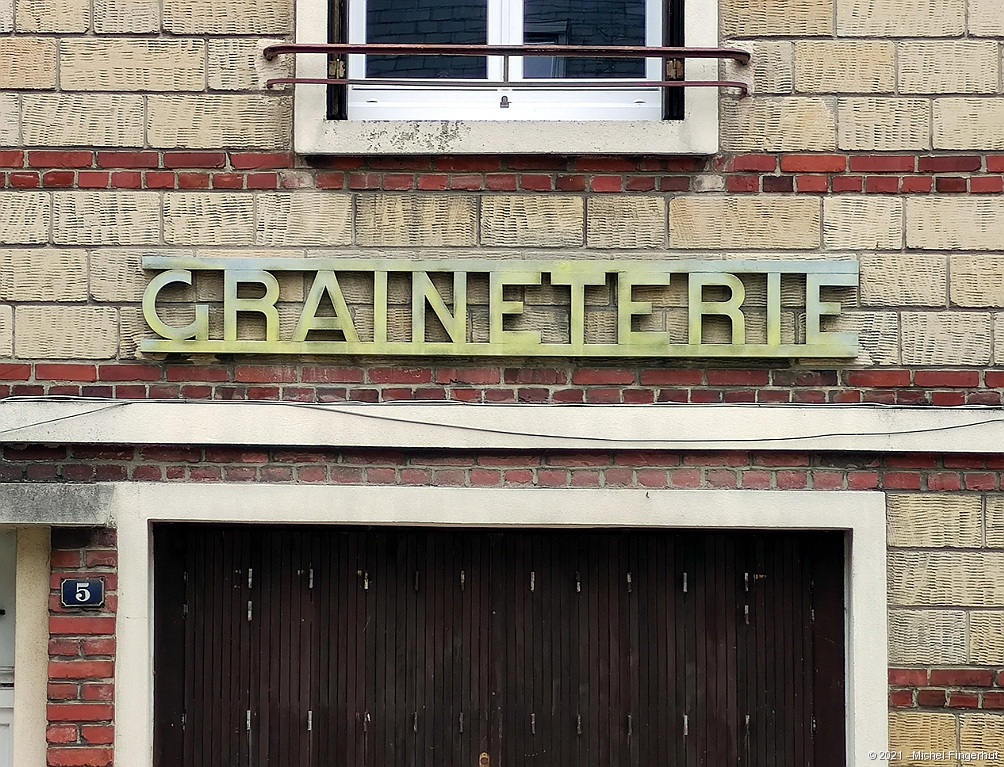 GRAINETERIE
5
© 2021 - Michel Fingerhut